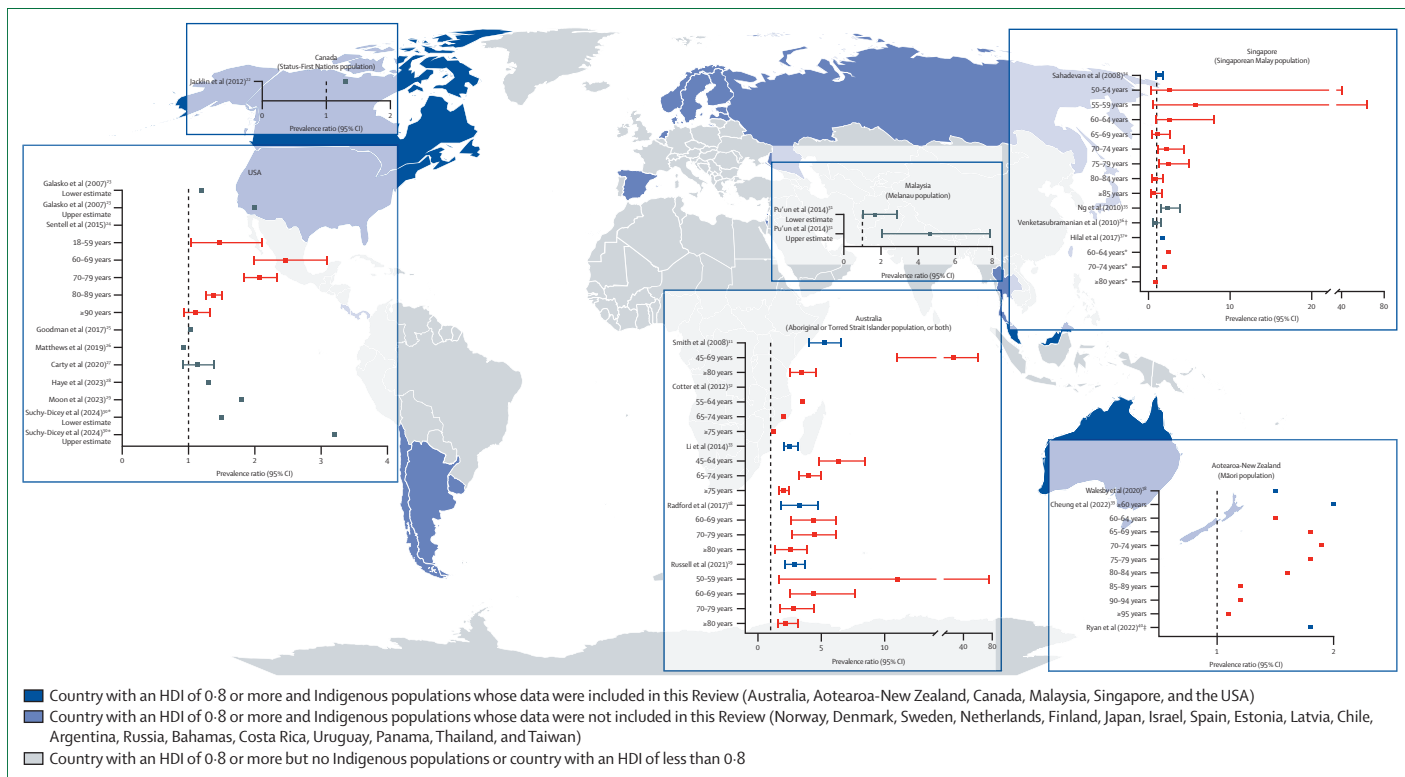 Canada
(Status-First Nations population)
Jacklin et al (2012)²²
0 1 2
Prevalence ratio (95% CI)
USA
Galasko et al (2007)²³
Lower estimate
Galasko et al (2007)²³
Upper estimate
Sentell et al (2015)²⁴
18–59 years
60–69 years
70–79 years
80–89 years
≥90 years
Goodman et al (2017)²⁵
Matthews et al (2019)²⁶
Carty et al (2020)²⁷
Haye et al (2023)²⁸
Moon et al (2023)²⁹
Suchy-Dicey et al (2024)³⁰*
Lower estimate
Suchy-Dicey et al (2024)³⁰*
Upper estimate
0 1 2 3 4
Prevalence ratio (95% CI)
Malaysia
(Melanau population)
Pu'un et al (2014)³¹
Lower estimate
Pu'un et al (2014)³¹
Upper estimate
0 2 4 6 8
Prevalence ratio (95% CI)
Australia
(Aboriginal or Torred Strait Islander population, or both)
Smith et al (2008)
45–69 years
≥80 years
Cotter et al (2012)
55–64 years
65–74 years
≥75 years
Li et al (2014)
45–64 years
65–74 years
≥75 years
Radford et al (2017)
60–69 years
70–79 years
≥80 years
Russell et al (2021)
50–59 years
60–69 years
70–79 years
≥80 years
0 5 10 40 80
Prevalence ratio (95% CI)
Singapore
(Singaporean Malay population)
Sahadevan et al (2008)
50–54 years
55–59 years
60–64 years
65–69 years
70–74 years
75–79 years
80–84 years
≥85 years
Ng et al (2010)
Venketasubramanian et al (2010)³⁶†
Hilal et al (2017)³⁷*
60–64 years*
70–74 years*
≥80 years*
0 10 20 40 80
Prevalence ratio (95% CI)
Aotearoa-New Zealand
(Māori population)
Walesby et al (2020)
Cheung et al (2022)³⁹ ≥60 years
60–64 years
65–69 years
70–74 years
75–79 years
80–84 years
85–89 years
90–94 years
≥95 years
Ryan et al (2022)⁴⁰‡
1 2
Prevalence ratio (95% CI)
Country with an HDI of 0·8 or more and Indigenous populations whose data were included in this Review (Australia, Aotearoa-New Zealand, Canada, Malaysia, Singapore, and the USA)
Country with an HDI of 0·8 or more and Indigenous populations whose data were not included in this Review (Norway, Denmark, Sweden, Netherlands, Finland, Japan, Israel, Spain, Estonia, Latvia, Chile,
Argentina, Russia, Bahamas, Costa Rica, Uruguay, Panama, Thailand, and Taiwan)
Country with an HDI of 0·8 or more but no Indigenous populations or country with an HDI of less than 0·8